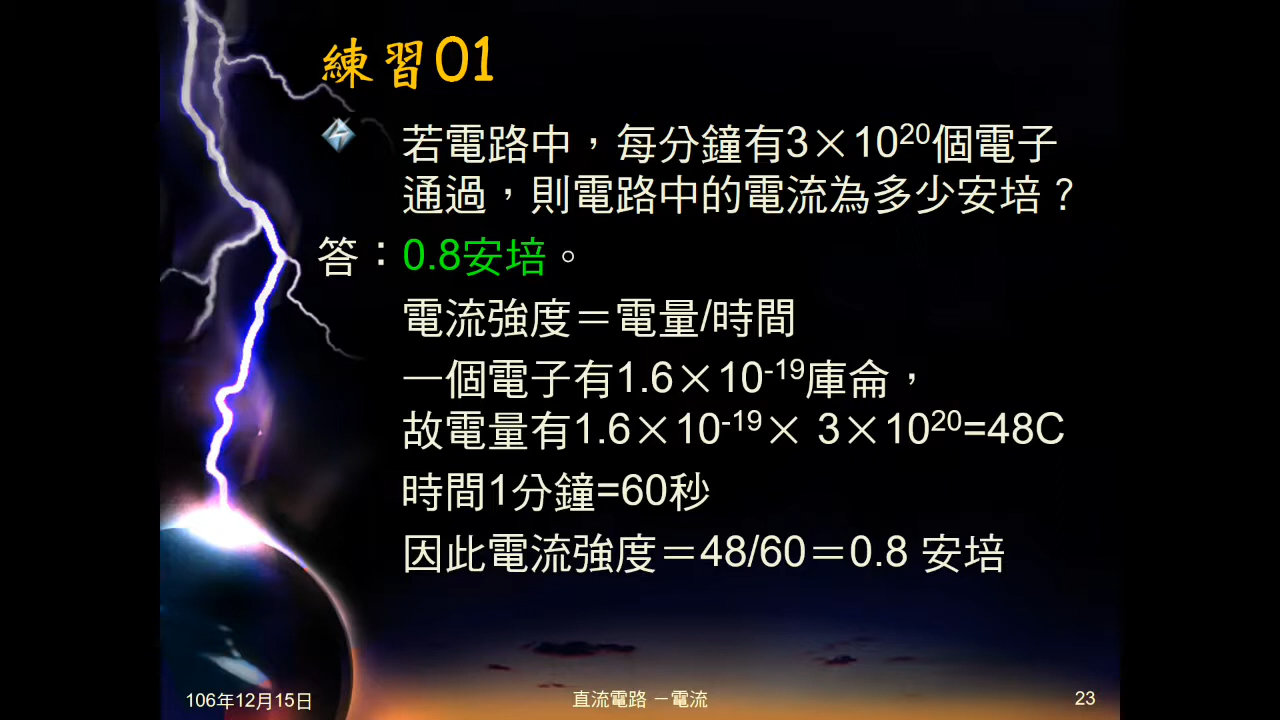 練習01
若電路中，每分鐘有3×10²⁰個電子
通過，則電路中的電流為多少安培？
答：0.8安培。
電流強度＝電量/時間
一個電子有1.6×10⁻¹⁹庫侖，
故電量有1.6×10⁻¹⁹× 3×10²⁰=48C
時間1分鐘=60秒
因此電流強度＝48/60＝0.8 安培
106年12月15日
直流電路 －電流
23